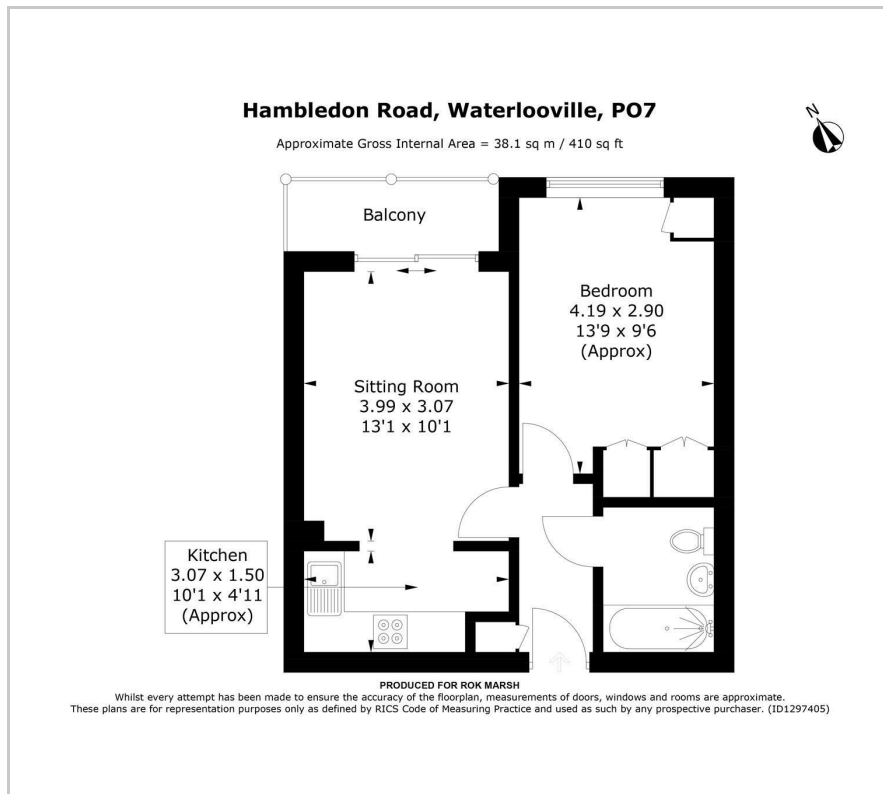 Hambledon Road, Waterlooville, PO7
N
Approximate Gross Internal Area = 38.1 sq m / 410 sq ft
Balcony
Bedroom
4.19 x 2.90
13'9 x 9'6
(Approx)
Sitting Room
3.99 x 3.07
13'1 x 10'1
Kitchen
3.07 x 1.50
10'1 x 4'11
(Approx)
PRODUCED FOR ROK MARSH
Whilst every attempt has been made to ensure the accuracy of the floorplan, measurements of doors, windows and rooms are approximate.
These plans are for representation purposes only as defined by RICS Code of Measuring Practice and used as such by any prospective purchaser. (ID1297405)